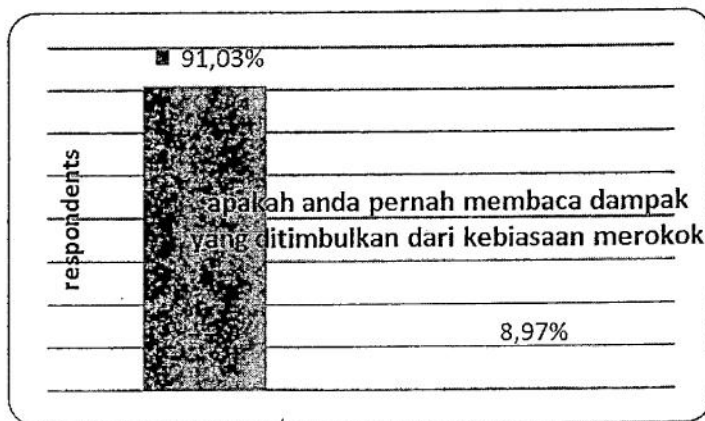 91,03%
respondents
apakah anda pernah membaca dampak
yang ditimbulkan dari kebiasaan merokok
8,97%